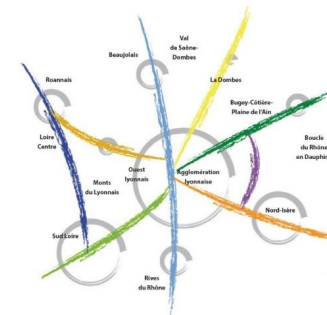 Val
de Saône-
Dombes
Beaujolais
Roannais
La Dombes
Bugey-Côtière-
Plaine de l'Ain
Loire
Centre
Boucle
du Rhône
en Dauphin
Ouest
lyonnais
Agglomération
lyonnaise
Monts
du Lyonnais
Nord-Isère
Sud Loire
Rives
du Rhône